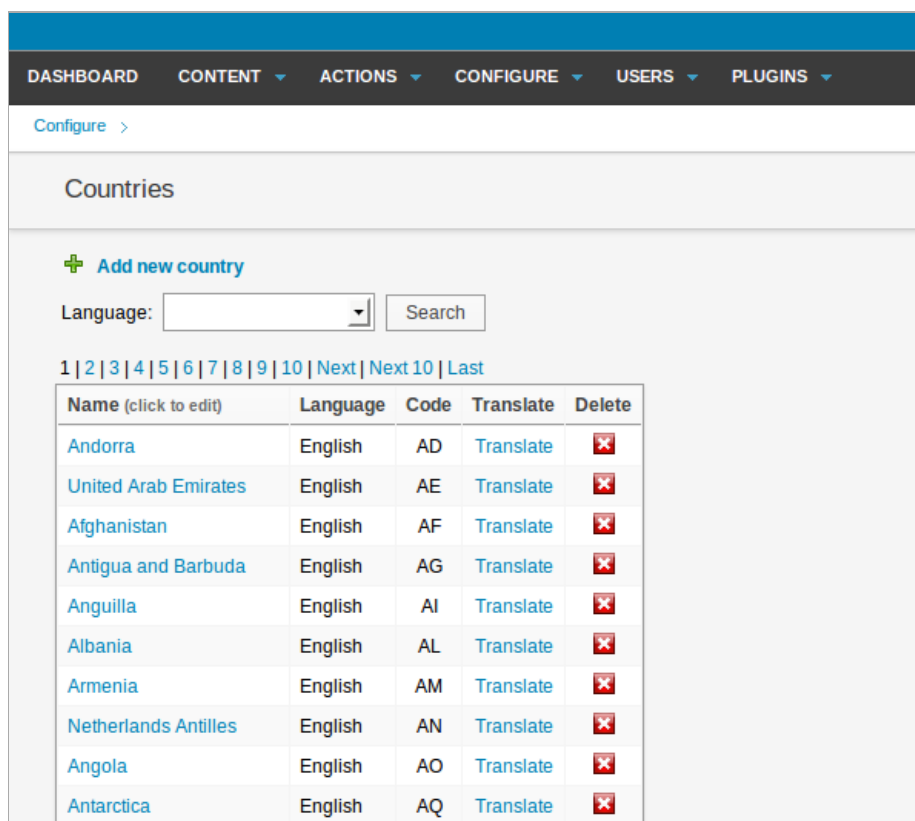 DASHBOARD CONTENT ACTIONS CONFIGURE USERS PLUGINS
Configure >
Countries
Add new country
Language: Search
1 | 2 | 3 | 4 | 5 | 6 | 7 | 8 | 9 | 10 | Next | Next 10 | Last
Name (click to edit) Language Code Translate Delete
Andorra English AD Translate
United Arab Emirates English AE Translate
Afghanistan English AF Translate
Antigua and Barbuda English AG Translate
Anguilla English AI Translate
Albania English AL Translate
Armenia English AM Translate
Netherlands Antilles English AN Translate
Angola English AO Translate
Antarctica English AQ Translate